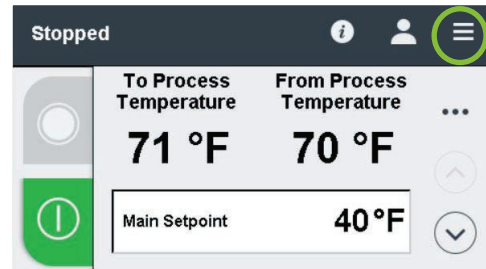 Stopped
To Process Temperature
71 °F
From Process Temperature
70 °F
Main Setpoint 40°F